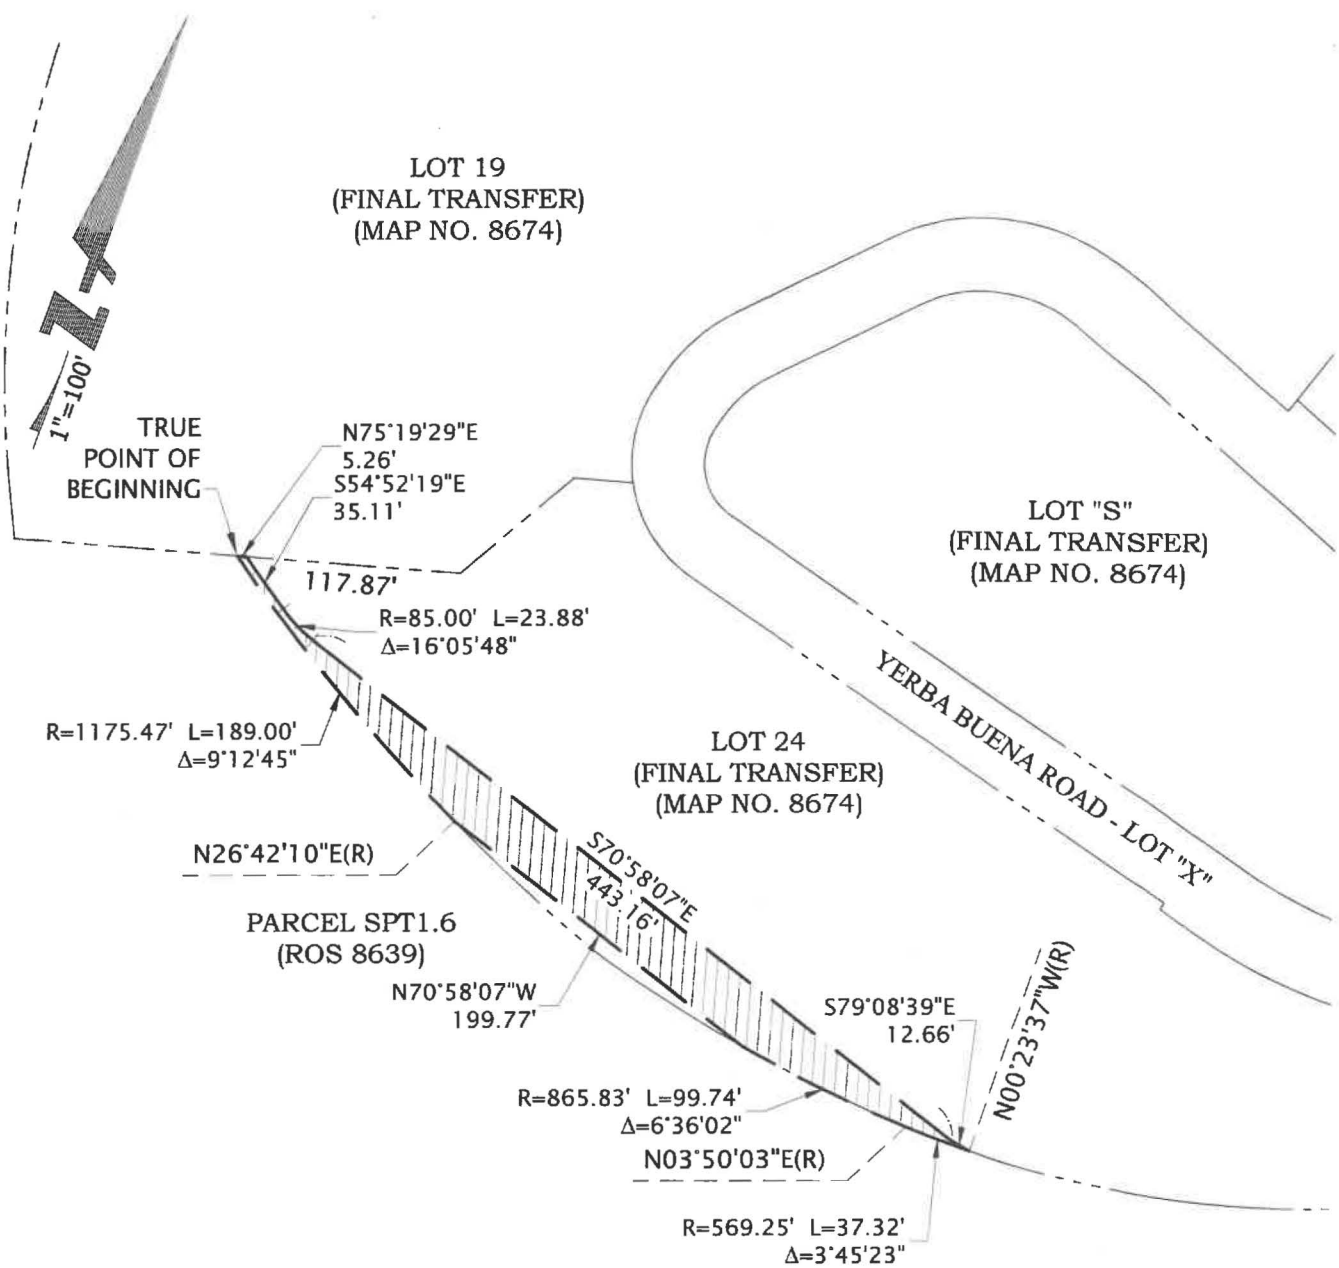 LOT 19
(FINAL TRANSFER)
(MAP NO. 8674)
N
1"=100'
TRUE
POINT OF
BEGINNING
N75°19'29"E
5.26'
S54°52'19"E
35.11'
117.87'
R=85.00' L=23.88'
Δ=16°05'48"
LOT "S"
(FINAL TRANSFER)
(MAP NO. 8674)
YERBA BUENA ROAD - LOT "X"
R=1175.47' L=189.00'
Δ=9°12'45"
LOT 24
(FINAL TRANSFER)
(MAP NO. 8674)
N26°42'10"E(R)
S70°58'07"E
443.16'
PARCEL SPT1.6
(ROS 8639)
N70°58'07"W
199.77'
S79°08'39"E
12.66'
N00°23'37"W(R)
R=865.83' L=99.74'
Δ=6°36'02"
N03°50'03"E(R)
R=569.25' L=37.32'
Δ=3°45'23"